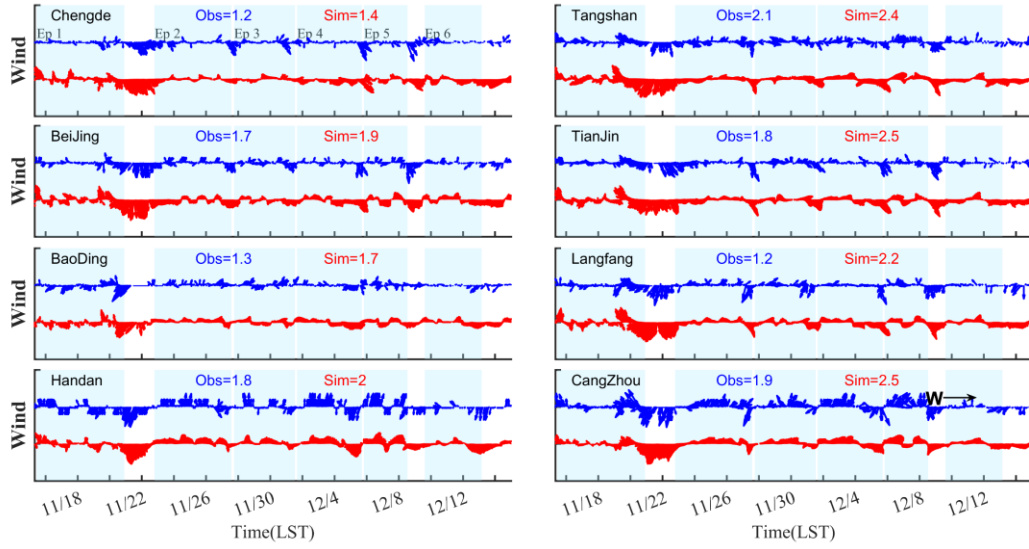 Chengde Obs=1.2 Sim=1.4
Ep 1 Ep 2 Ep 3 Ep 4 Ep 5 Ep 6
Wind
Tangshan Obs=2.1 Sim=2.4
BeiJing Obs=1.7 Sim=1.9
Wind
TianJin Obs=1.8 Sim=2.5
BaoDing Obs=1.3 Sim=1.7
Wind
Langfang Obs=1.2 Sim=2.2
Handan Obs=1.8 Sim=2
Wind
CangZhou Obs=1.9 Sim=2.5
W
11/18 11/22 11/26 11/30 12/4 12/8 12/12
Time(LST)
11/18 11/22 11/26 11/30 12/4 12/8 12/12
Time(LST)